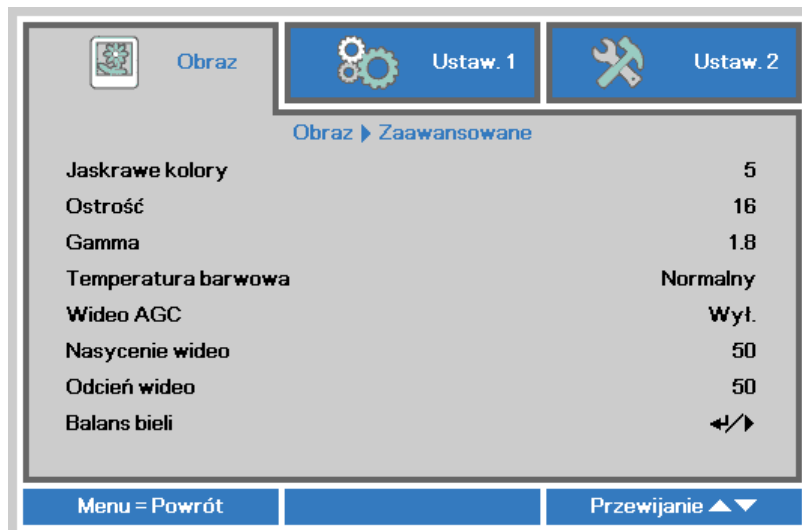 Obraz Ustaw. 1 Ustaw. 2
Obraz ▶ Zaawansowane
Jaskrawe kolory 5
Ostrość 16
Gamma 1.8
Temperatura barwowa Normalny
Wideo AGC Wył.
Nasycenie wideo 50
Odcień wideo 50
Balans bieli ↵/▶
Menu = Powrót Przewijanie ▲▼